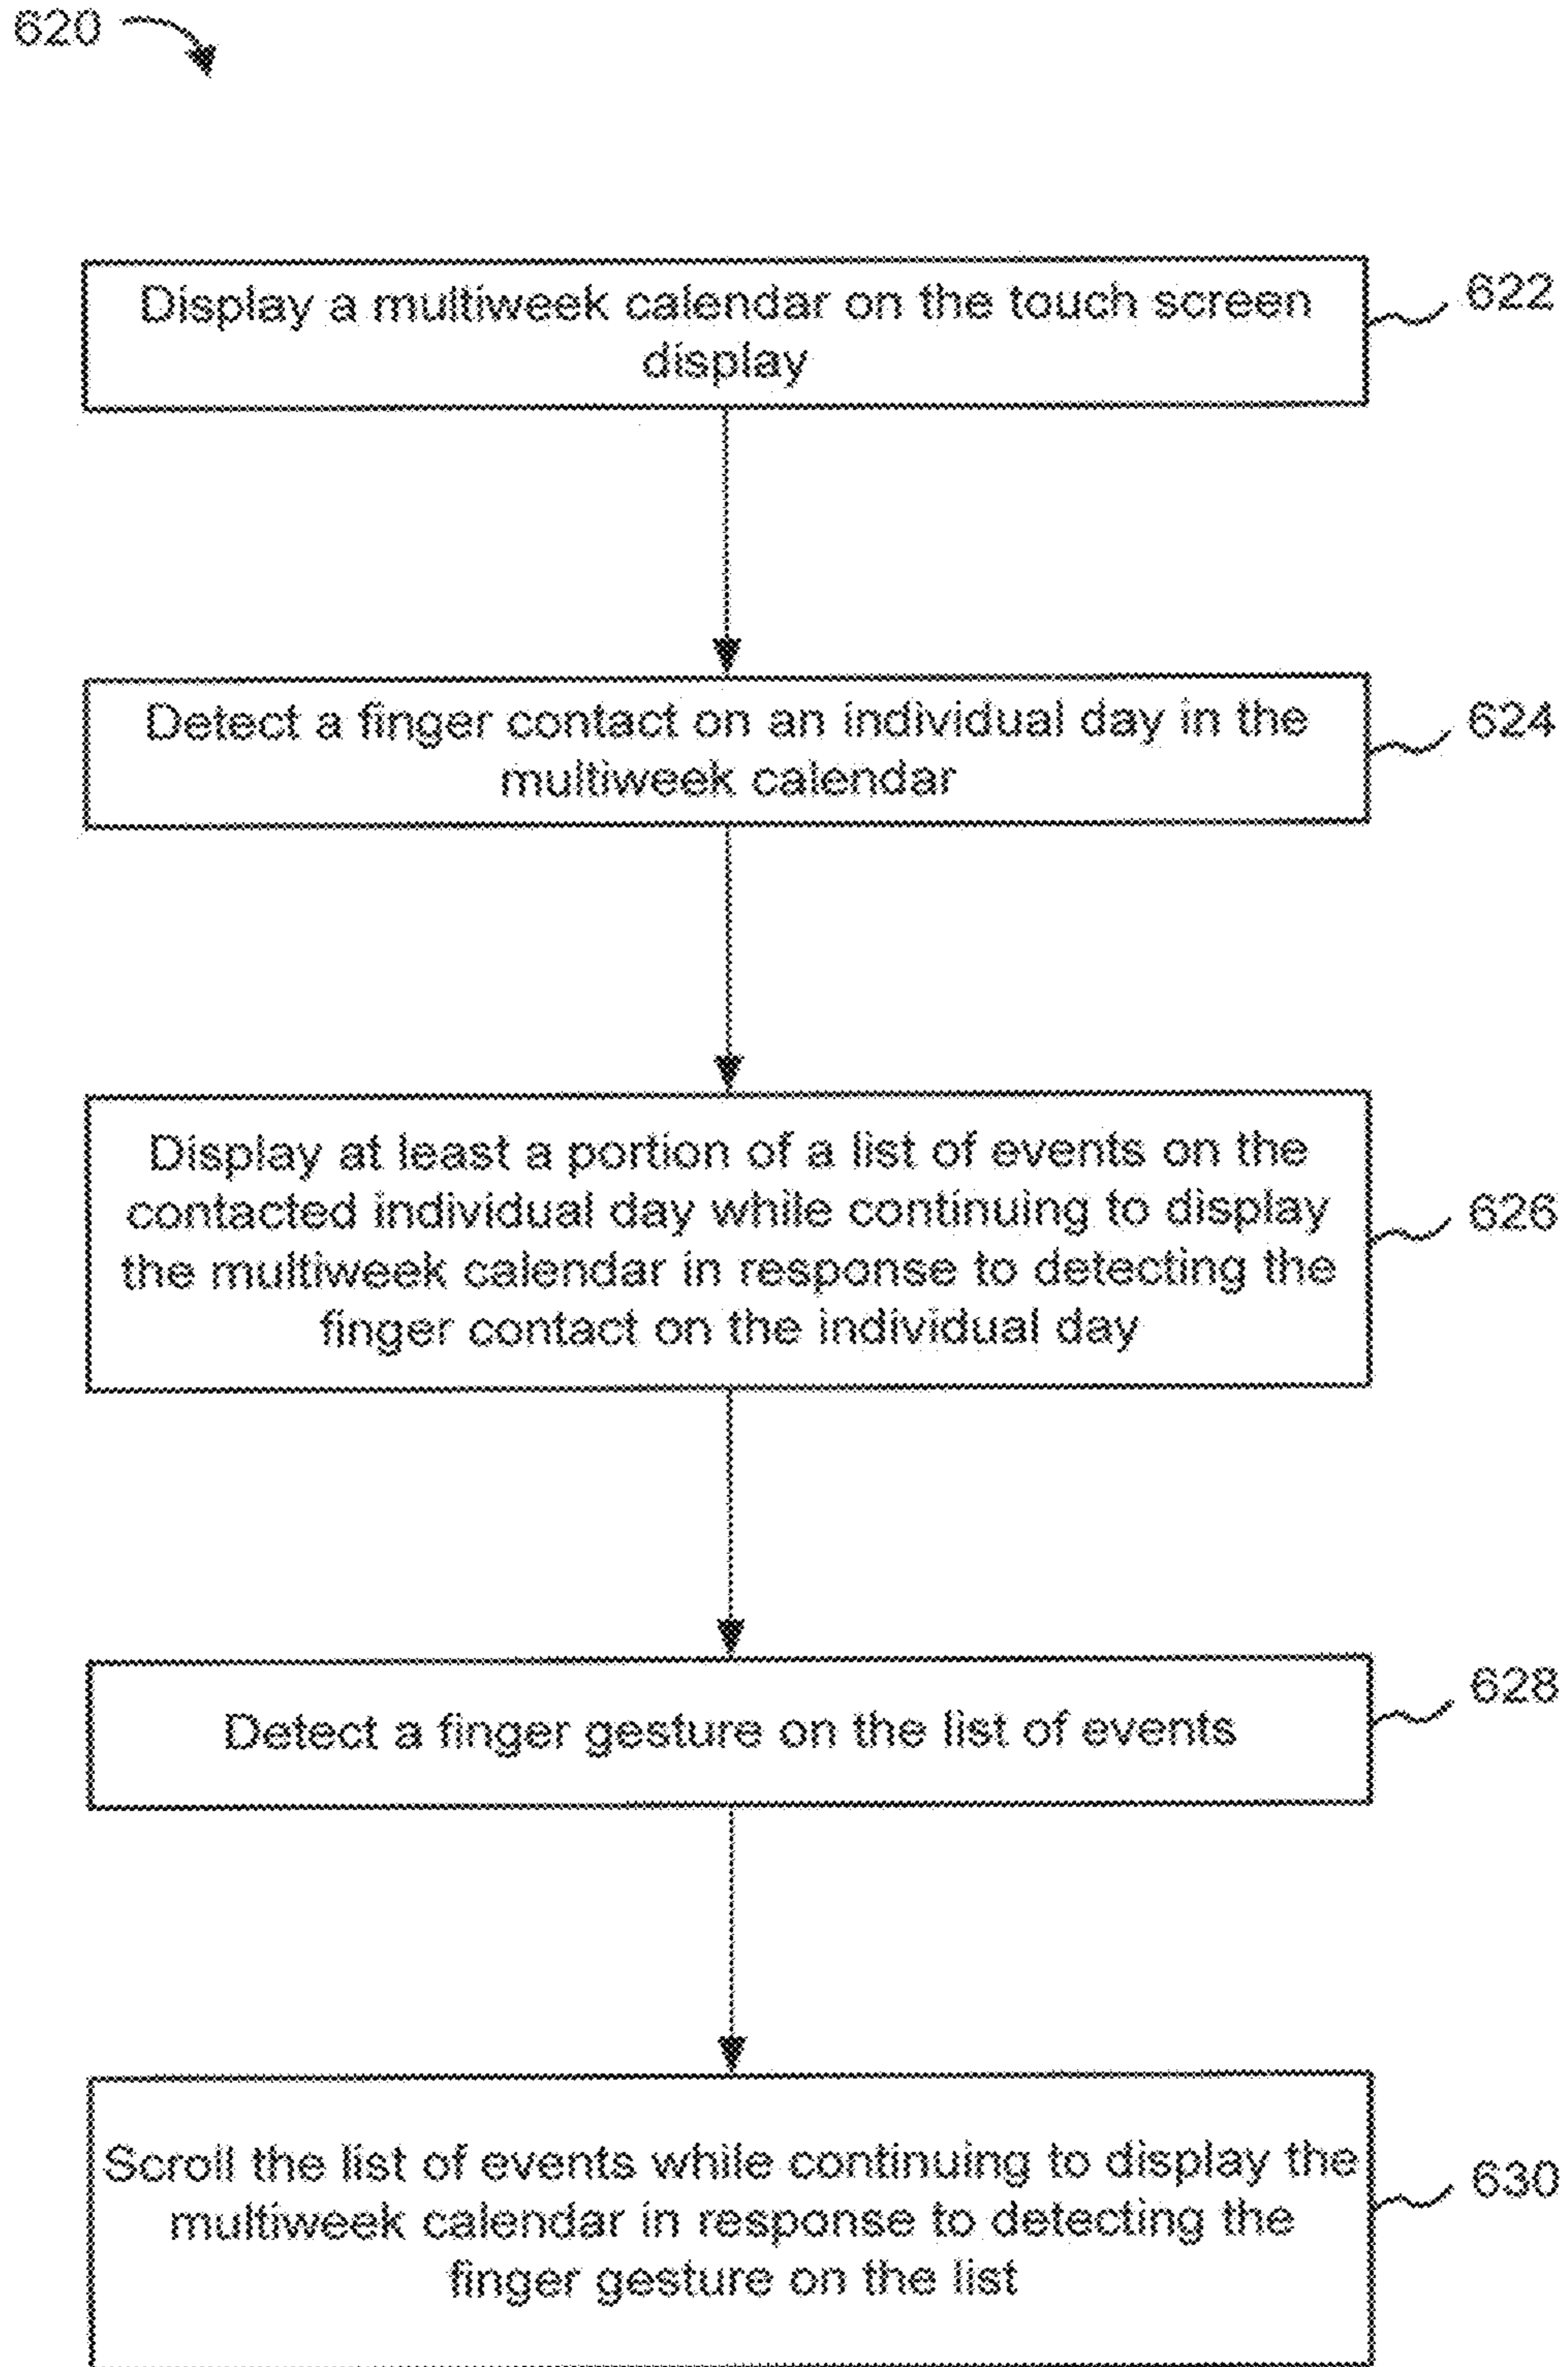 620
Display a multiweek calendar on the touch screen
display
622
Detect a finger contact on an individual day in the
multiweek calendar
624
Display at least a portion of a list of events on the
contacted individual day while continuing to display
the multiweek calendar in response to detecting the
finger contact on the individual day
626
Detect a finger gesture on the list of events
628
Scroll the list of events while continuing to display the
multiweek calendar in response to detecting the
finger gesture on the list
630